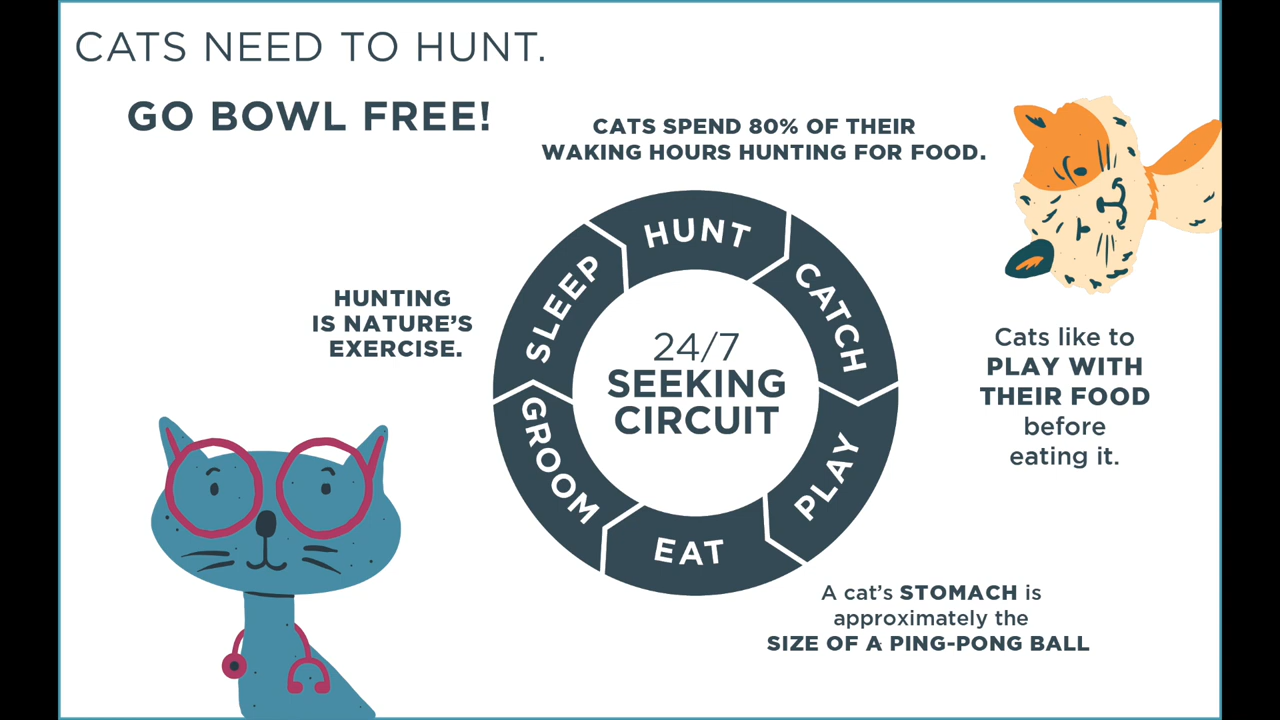 CATS NEED TO HUNT.
GO BOWL FREE!
CATS SPEND 80% OF THEIR
WAKING HOURS HUNTING FOR FOOD.
HUNT
CATCH
PLAY
EAT
GROOM
SLEEP
24/7
SEEKING
CIRCUIT
HUNTING
IS NATURE'S
EXERCISE.
Cats like to
PLAY WITH
THEIR FOOD
before
eating it.
A cat's STOMACH is
approximately the
SIZE OF A PING-PONG BALL